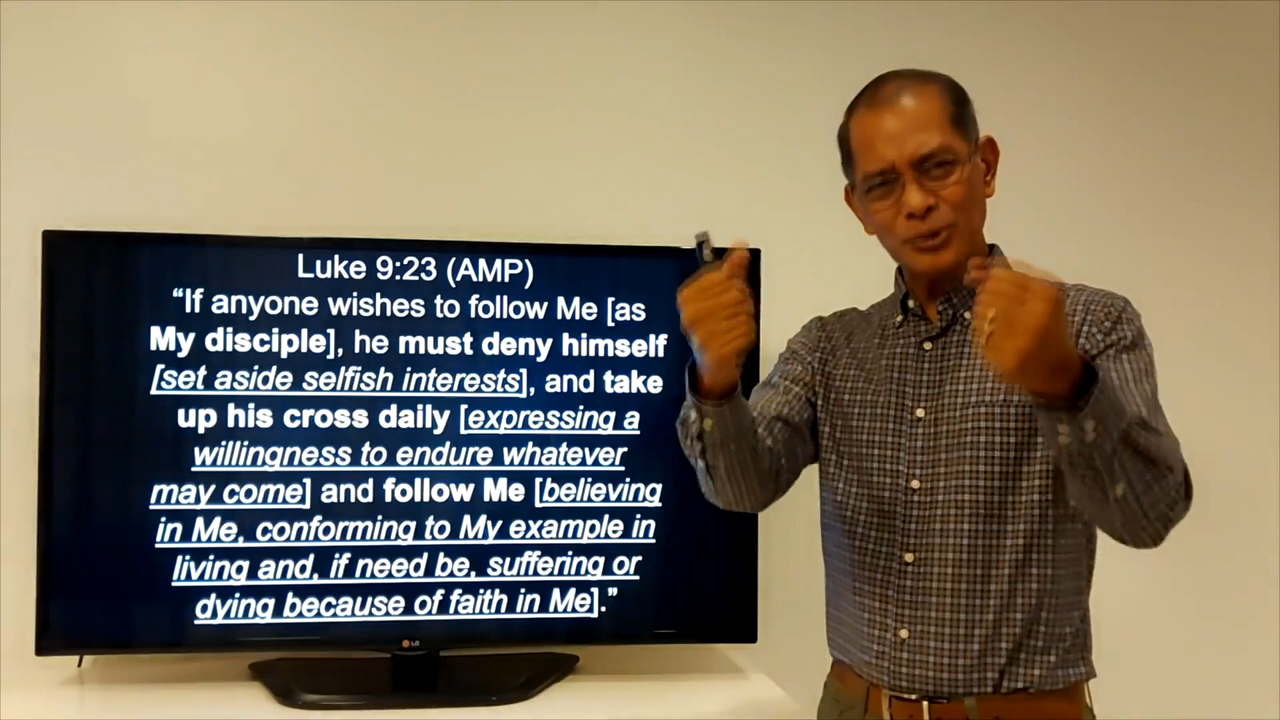 Luke 9:23 (AMP)
“If anyone wishes to follow Me [as
My disciple], he must deny himself
[set aside selfish interests], and take
up his cross daily [expressing a
willingness to endure whatever
may come] and follow Me [believing
in Me, conforming to My example in
living and, if need be, suffering or
dying because of faith in Me].”
LG